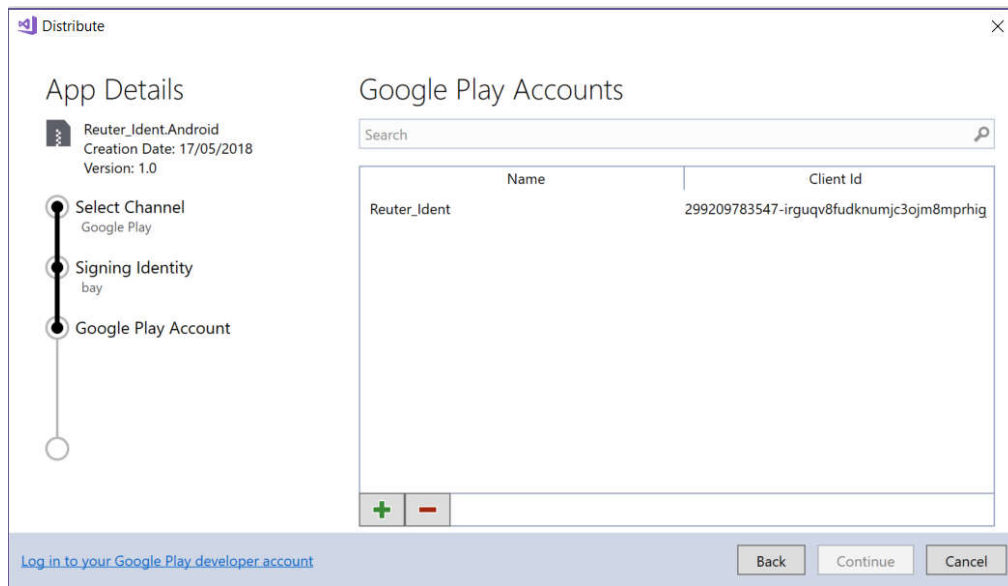 Distribute
App Details
Reuter_Ident.Android
Creation Date: 17/05/2018
Version: 1.0
Select Channel
Google Play
Signing Identity
bay
Google Play Account
Google Play Accounts
Search
Name Client Id
Reuter_Ident 299209783547-irguqv8fudknumjc3ojm8mprhig
Log in to your Google Play developer account
Back Continue Cancel